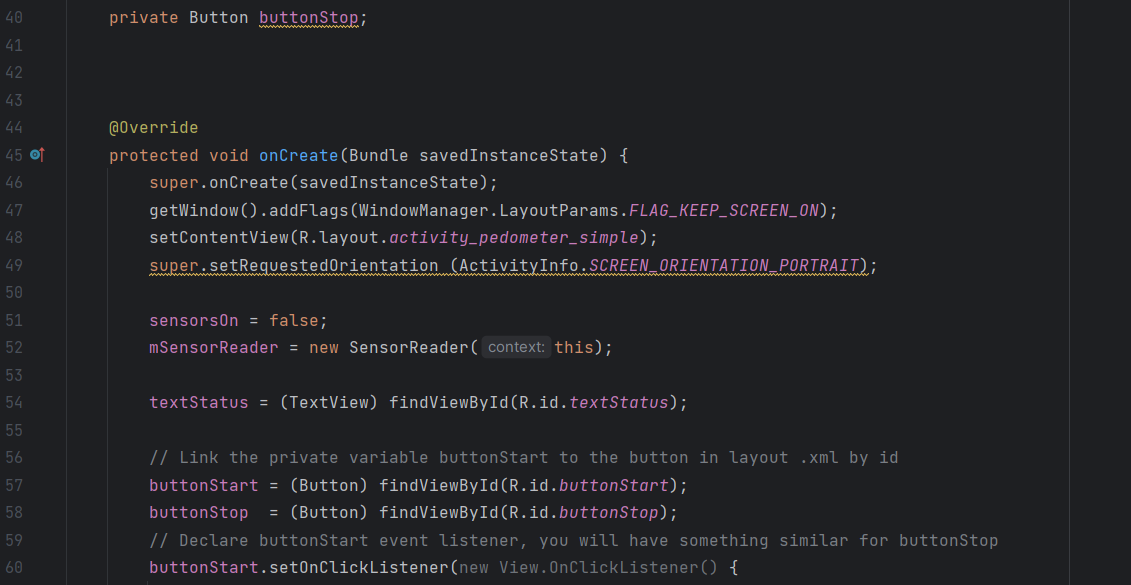 40 private Button buttonStop;
41
42
43
44 @Override
45 protected void onCreate(Bundle savedInstanceState) {
46 super.onCreate(savedInstanceState);
47 getWindow().addFlags(WindowManager.LayoutParams.FLAG_KEEP_SCREEN_ON);
48 setContentView(R.layout.activity_pedometer_simple);
49 super.setRequestedOrientation (ActivityInfo.SCREEN_ORIENTATION_PORTRAIT);
50
51 sensorsOn = false;
52 mSensorReader = new SensorReader( context: this);
53
54 textStatus = (TextView) findViewById(R.id.textStatus);
55
56 // Link the private variable buttonStart to the button in layout .xml by id
57 buttonStart = (Button) findViewById(R.id.buttonStart);
58 buttonStop  = (Button) findViewById(R.id.buttonStop);
59 // Declare buttonStart event listener, you will have something similar for buttonStop
60 buttonStart.setOnClickListener(new View.OnClickListener() {